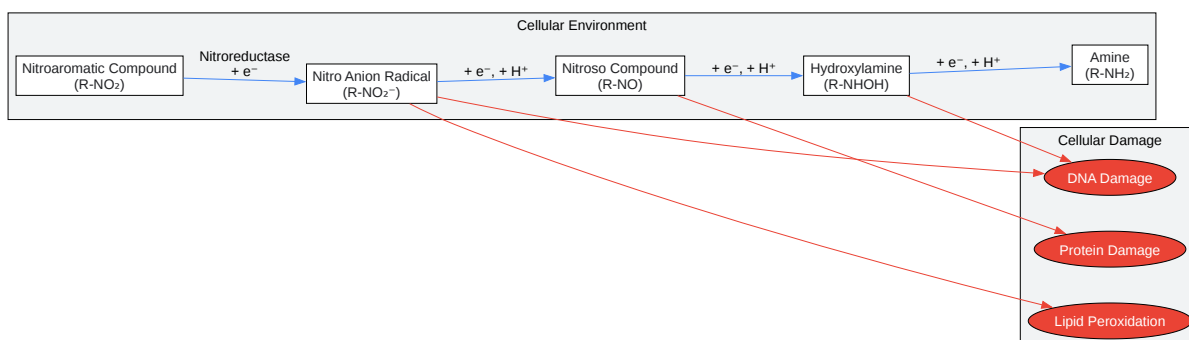 Cellular Environment
Nitroaromatic Compound
(R-NO₂)
Nitroreductase
+ e⁻
Nitro Anion Radical
(R-NO₂⁻)
+ e⁻, + H⁺
Nitroso Compound
(R-NO)
+ e⁻, + H⁺
Hydroxylamine
(R-NHOH)
+ e⁻, + H⁺
Amine
(R-NH₂)
Cellular Damage
DNA Damage
Protein Damage
Lipid Peroxidation